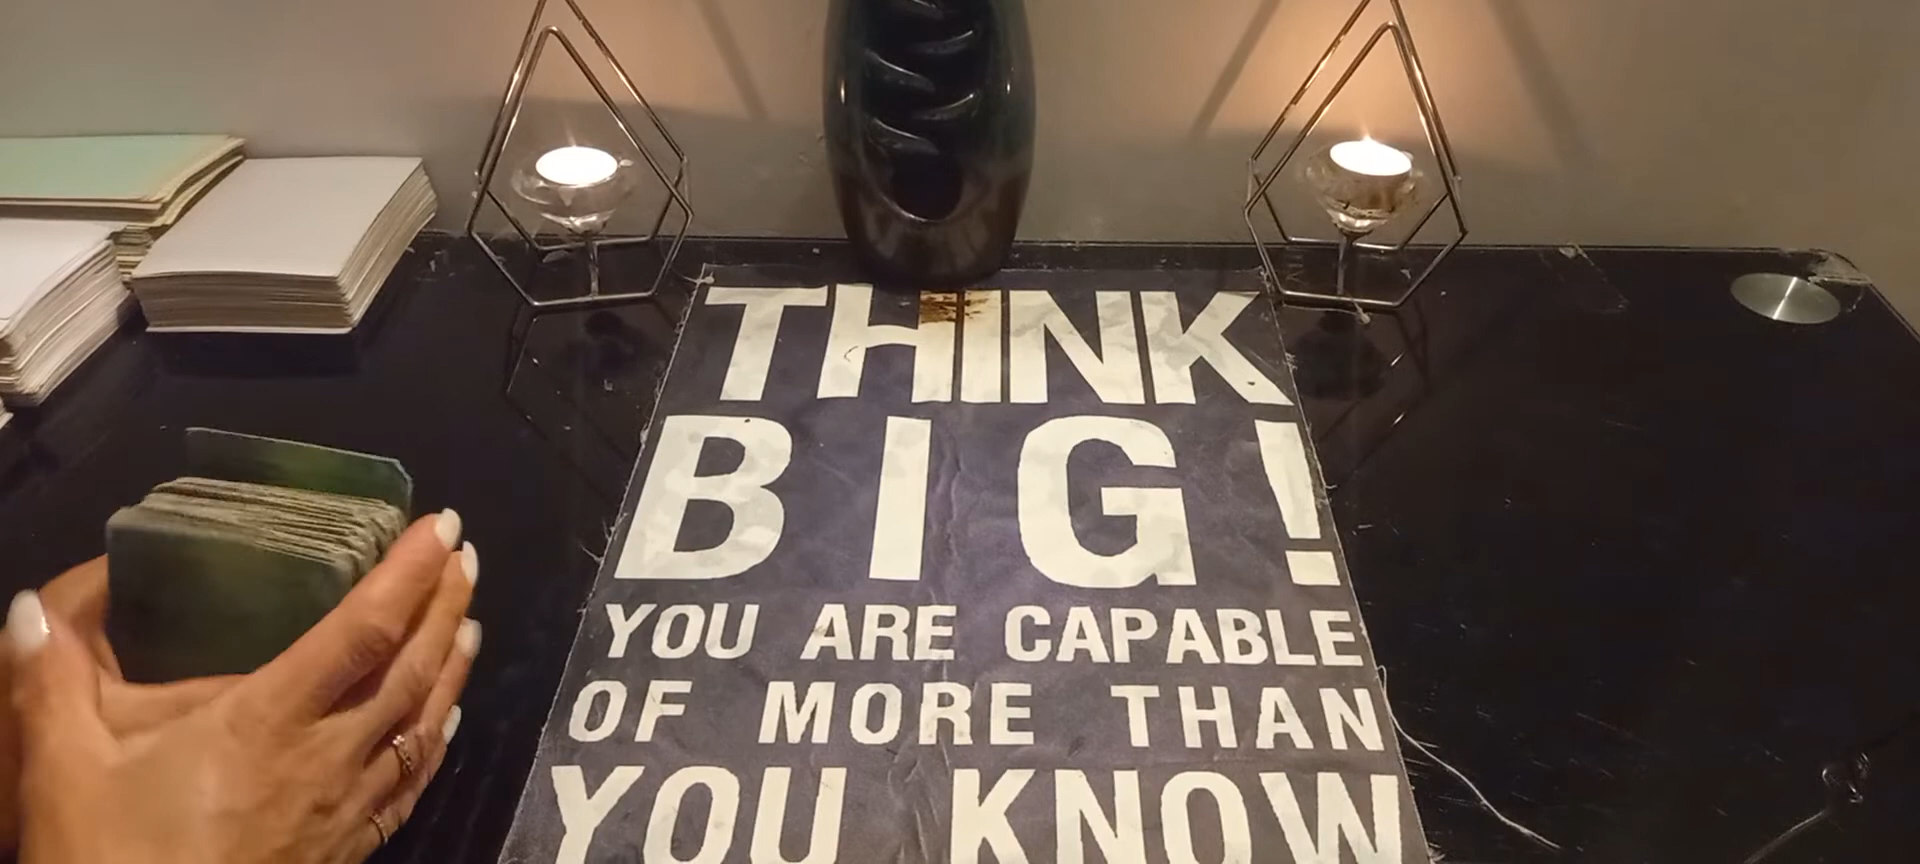 THINK
BIG!
YOU ARE CAPABLE
OF MORE THAN
YOU KNOW